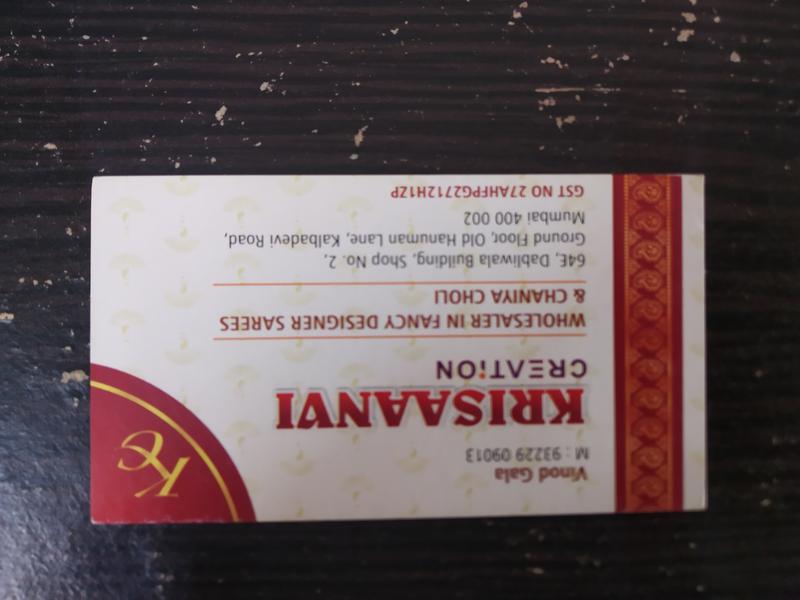 Vinod Gala
M : 93229 09013
Kc
KRISAANVI
CREATiON
WHOLESALER IN FANCY DESIGNER SAREES
& CHANIYA CHOLI
64E, Dabliwala Building, Shop No. 2,
Ground Floor, Old Hanuman Lane, Kalbadevi Road,
Mumbai 400 002
GST NO 27AHFPG2712H1ZP